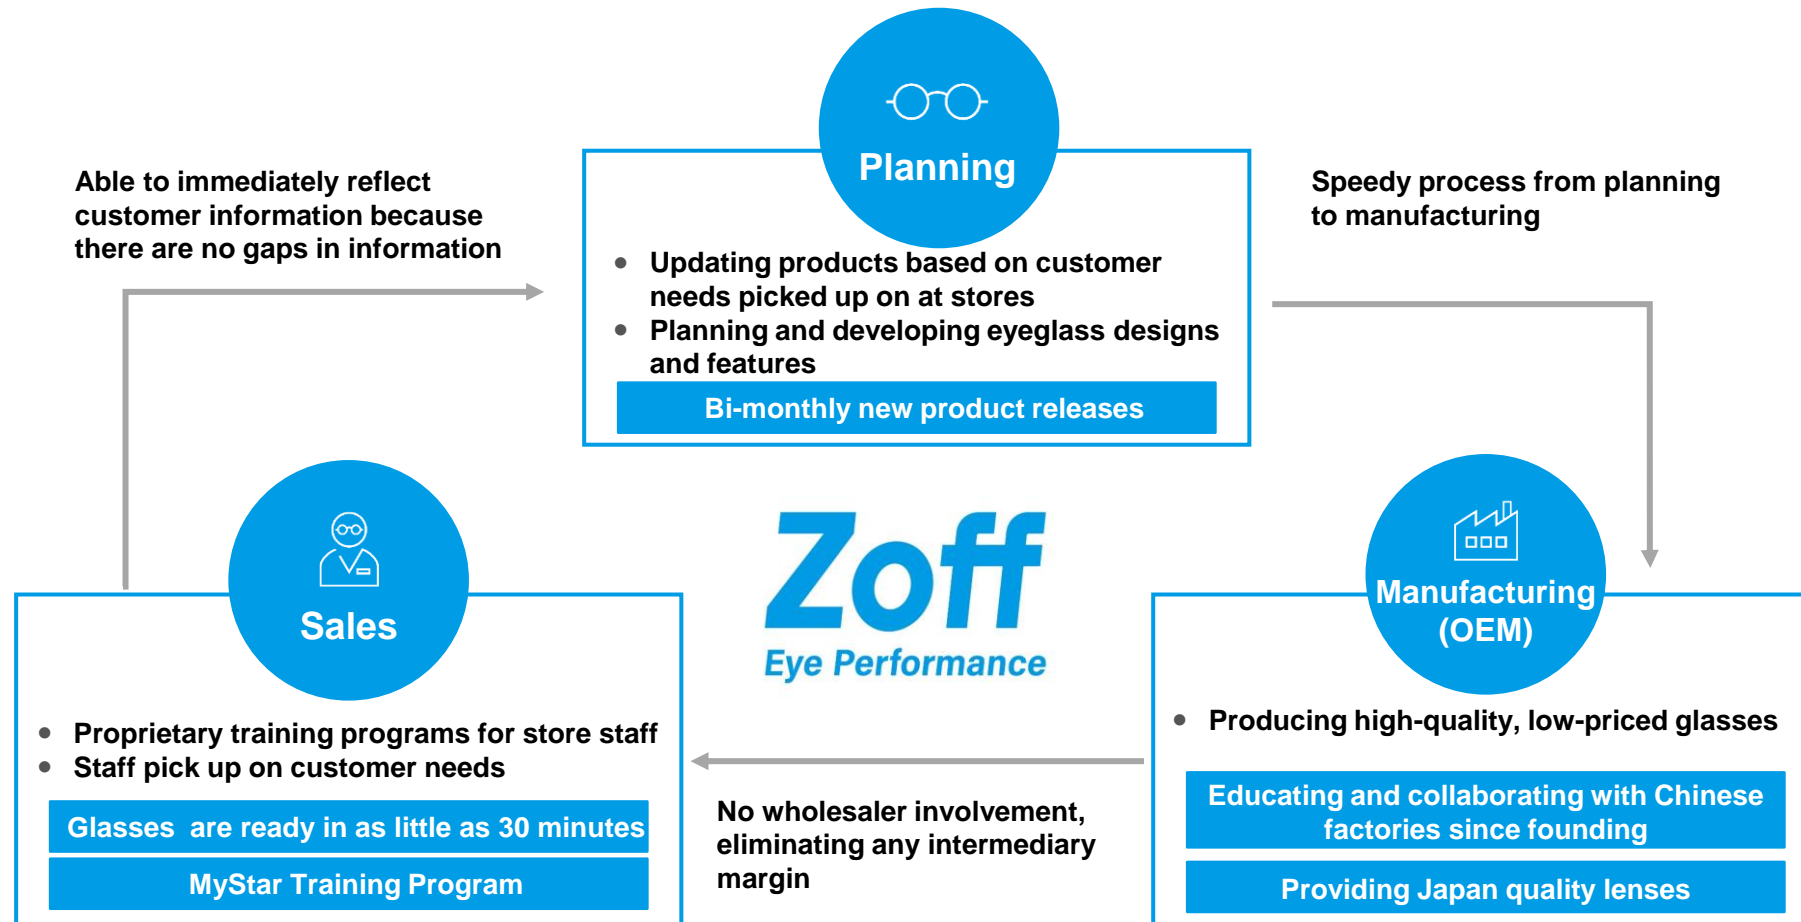 Planning
Able to immediately reflect
customer information because
there are no gaps in information
Speedy process from planning
to manufacturing
• Updating products based on customer
needs picked up on at stores
• Planning and developing eyeglass designs
and features
Bi-monthly new product releases
Sales
Zoff
Eye Performance
Manufacturing
(OEM)
• Proprietary training programs for store staff
• Staff pick up on customer needs
Glasses are ready in as little as 30 minutes
MyStar Training Program
No wholesaler involvement,
eliminating any intermediary
margin
• Producing high-quality, low-priced glasses
Educating and collaborating with Chinese
factories since founding
Providing Japan quality lenses